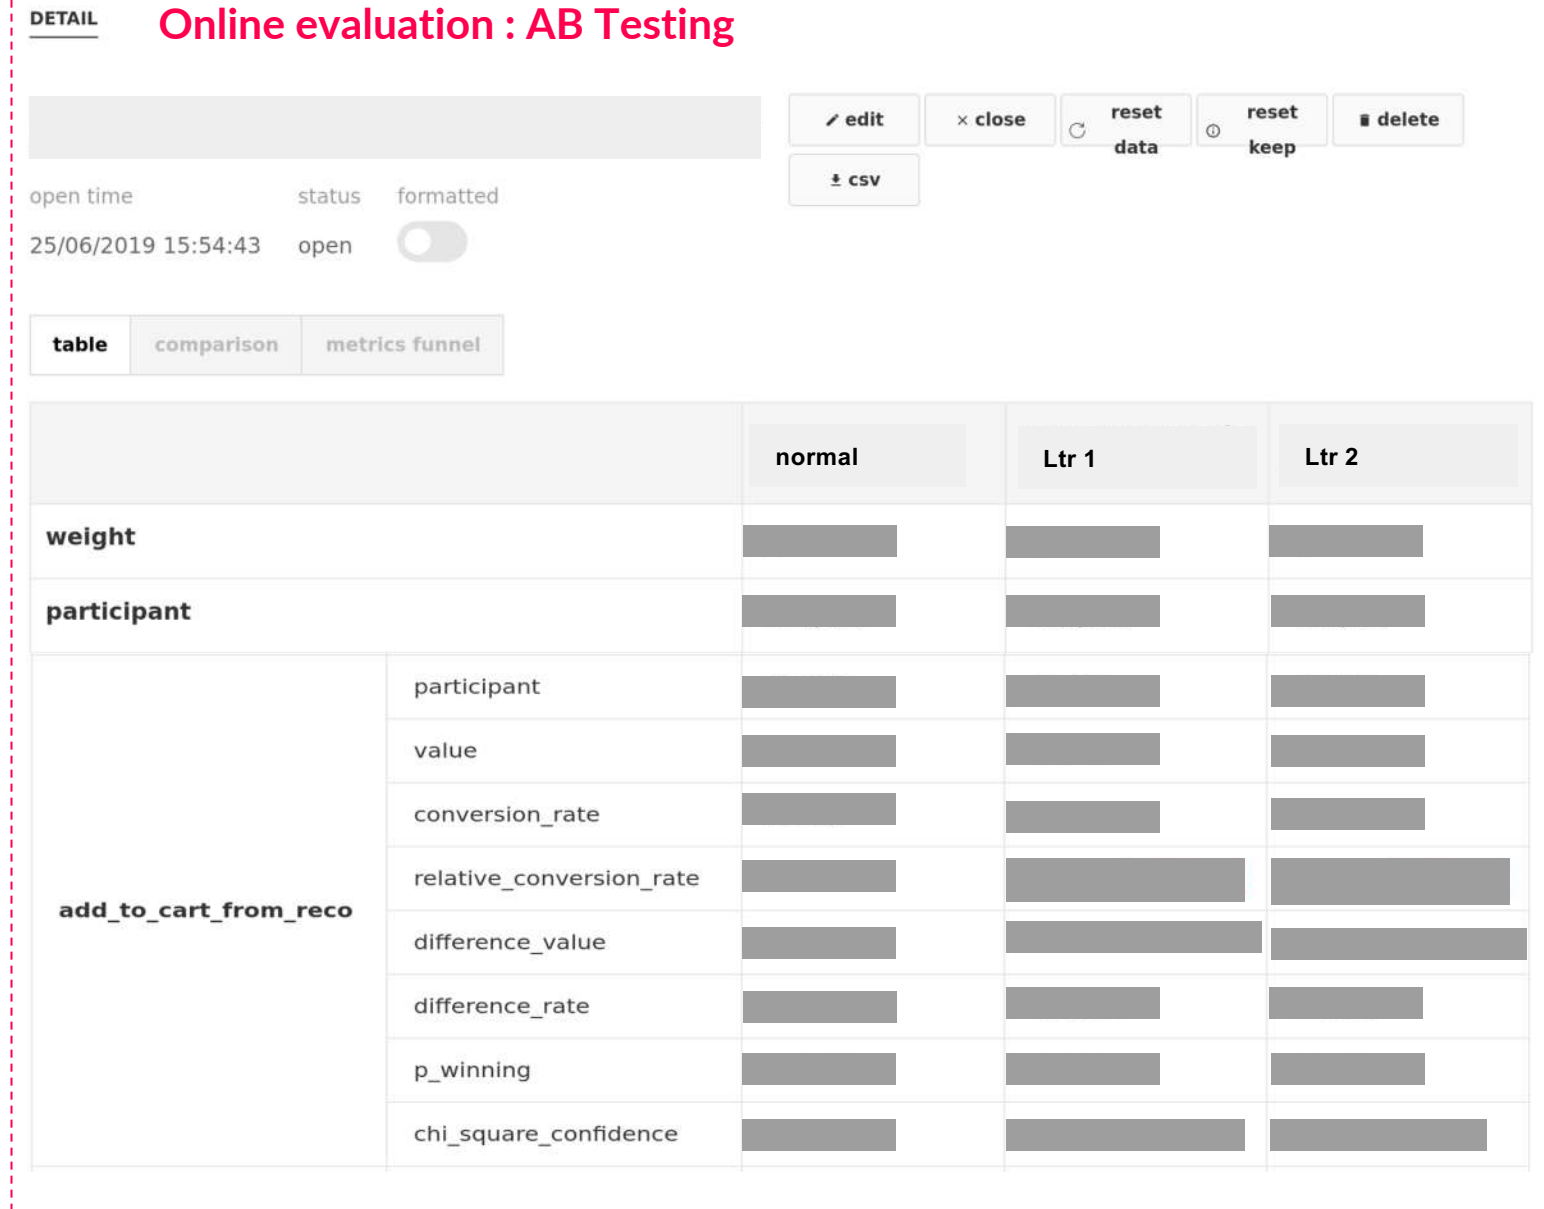 DETAIL
Online evaluation : AB Testing
edit
close
reset data
reset keep
delete
csv
open time status formatted
25/06/2019 15:54:43 open
table comparison metrics funnel
normal Ltr 1 Ltr 2
weight
participant
add_to_cart_from_reco
participant
value
conversion_rate
relative_conversion_rate
difference_value
difference_rate
p_winning
chi_square_confidence